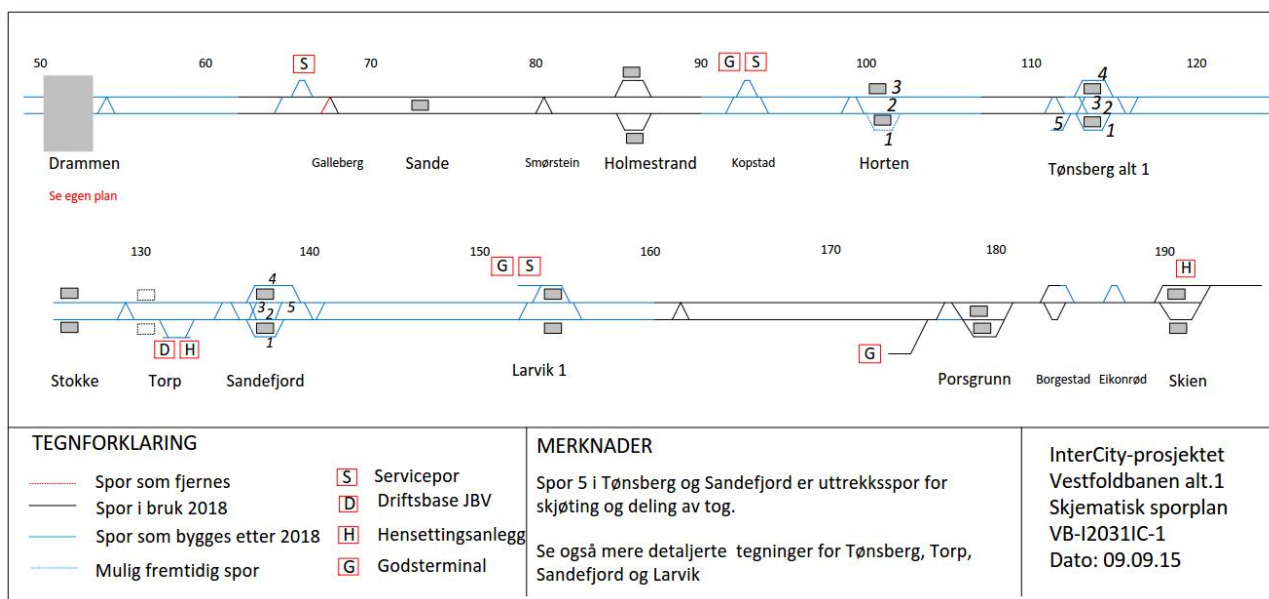 50 60 70 80 90 100 110 120
S G S
3 2 1
4 3 2 1 5
Drammen Galleberg Sande Smørstein Holmestrand Kopstad Horten Tønsberg alt 1
Se egen plan
130 140 150 160 170 180 190
G S H
4 3 2 5 1
D H G
Stokke Torp Sandefjord Larvik 1 Porsgrunn Borgestad Eikonrød Skien
TEGNFORKLARING
Spor som fjernes
Spor i bruk 2018
Spor som bygges etter 2018
Mulig fremtidig spor
S Servicepor
D Driftsbase JBV
H Hensettingsanlegg
G Godsterminal
MERKNADER
Spor 5 i Tønsberg og Sandefjord er uttrekksspor for
skjøting og deling av tog.
Se også mere detaljerte tegninger for Tønsberg, Torp,
Sandefjord og Larvik
InterCity-prosjektet
Vestfoldbanen alt.1
Skjematisk sporplan
VB-I2031IC-1
Dato: 09.09.15